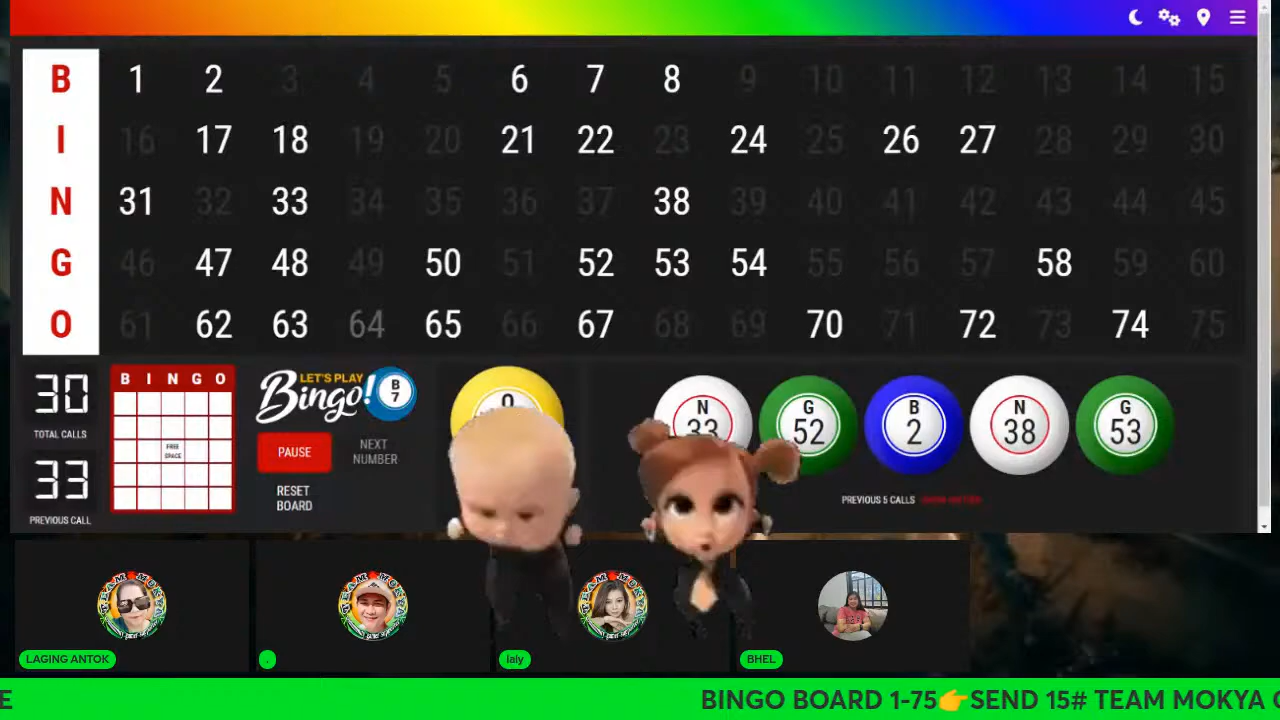 B 1 2 3 4 5 6 7 8 9 10 11 12 13 14 15
I 16 17 18 19 20 21 22 23 24 25 26 27 28 29 30
N 31 32 33 34 35 36 37 38 39 40 41 42 43 44 45
G 46 47 48 49 50 51 52 53 54 55 56 57 58 59 60
O 61 62 63 64 65 66 67 68 69 70 71 72 73 74 75
30
TOTAL CALLS
33
PREVIOUS CALL
B I N G O
FREE
SPACE
LET'S PLAY
Bingo!
B
7
PAUSE
NEXT
NUMBER
RESET
BOARD
O
N
33
G
52
B
2
N
38
G
53
PREVIOUS 5 CALLS
LAGING ANTOK
.
laly
BHEL
E
BINGO BOARD 1-75👉SEND 15# TEAM MOKYA